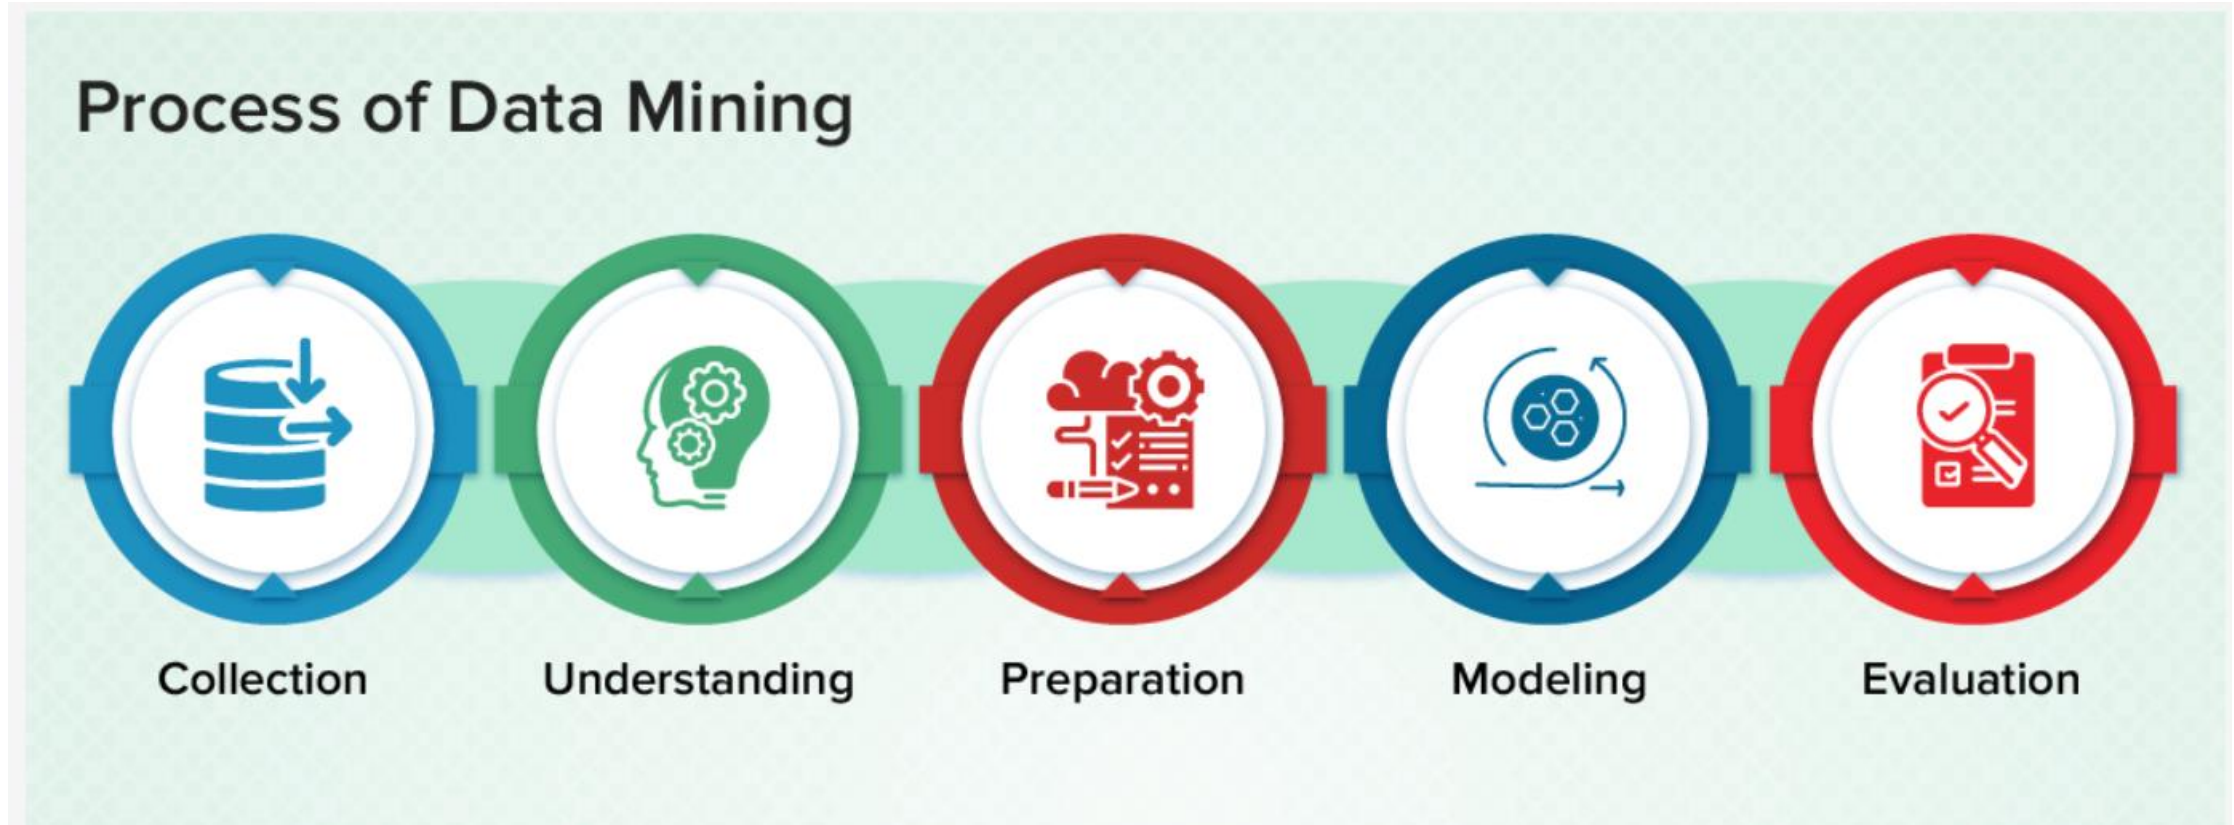 Process of Data Mining
Collection
Understanding
Preparation
Modeling
Evaluation